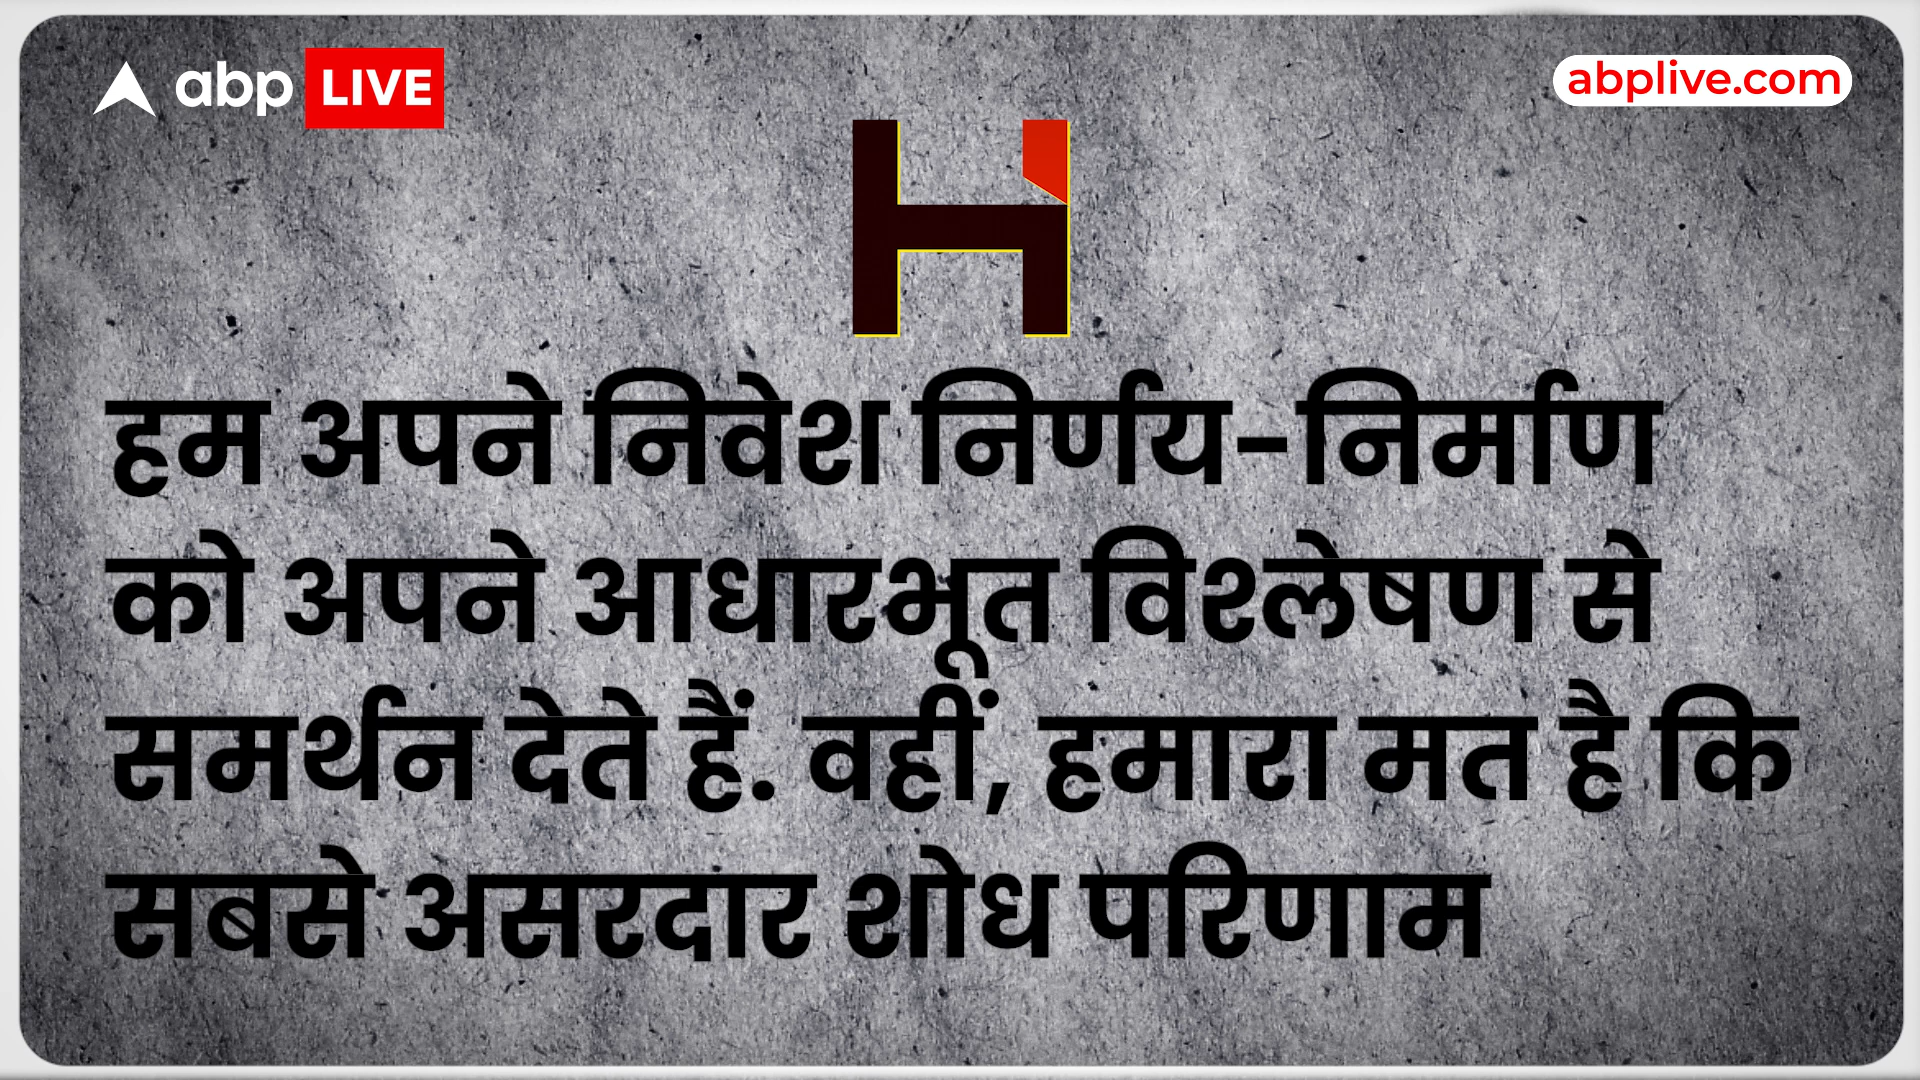 abp LIVE
abplive.com
H
हम अपने निवेश निर्णय-निर्माण
को अपने आधारभूत विश्लेषण से
समर्थन देते हैं. वहीं, हमारा मत है कि
सबसे असरदार शोध परिणाम